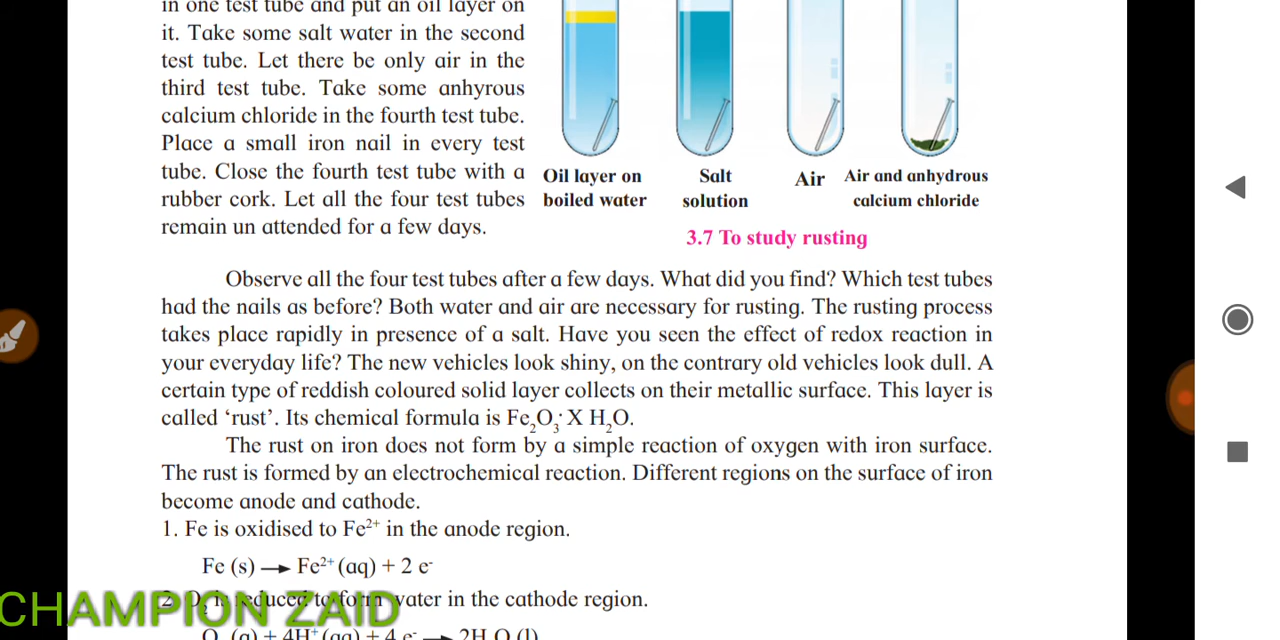 in one test tube and put an oil layer on
it. Take some salt water in the second
test tube. Let there be only air in the
third test tube. Take some anhyrous
calcium chloride in the fourth test tube.
Place a small iron nail in every test
tube. Close the fourth test tube with a
rubber cork. Let all the four test tubes
remain un attended for a few days.
Oil layer on
boiled water
Salt
solution
Air
Air and anhydrous
calcium chloride
3.7 To study rusting
Observe all the four test tubes after a few days. What did you find? Which test tubes
had the nails as before? Both water and air are necessary for rusting. The rusting process
takes place rapidly in presence of a salt. Have you seen the effect of redox reaction in
your everyday life? The new vehicles look shiny, on the contrary old vehicles look dull. A
certain type of reddish coloured solid layer collects on their metallic surface. This layer is
called ‘rust’. Its chemical formula is Fe₂O₃·X H₂O.
The rust on iron does not form by a simple reaction of oxygen with iron surface.
The rust is formed by an electrochemical reaction. Different regions on the surface of iron
become anode and cathode.
1. Fe is oxidised to Fe²⁺ in the anode region.
Fe (s) → Fe²⁺ (aq) + 2 e⁻
2. O₂ is reduced to form water in the cathode region.
CHAMPION ZAID
O₂ (g) + 4H⁺ (aq) + 4 e⁻ → 2H₂O (l)